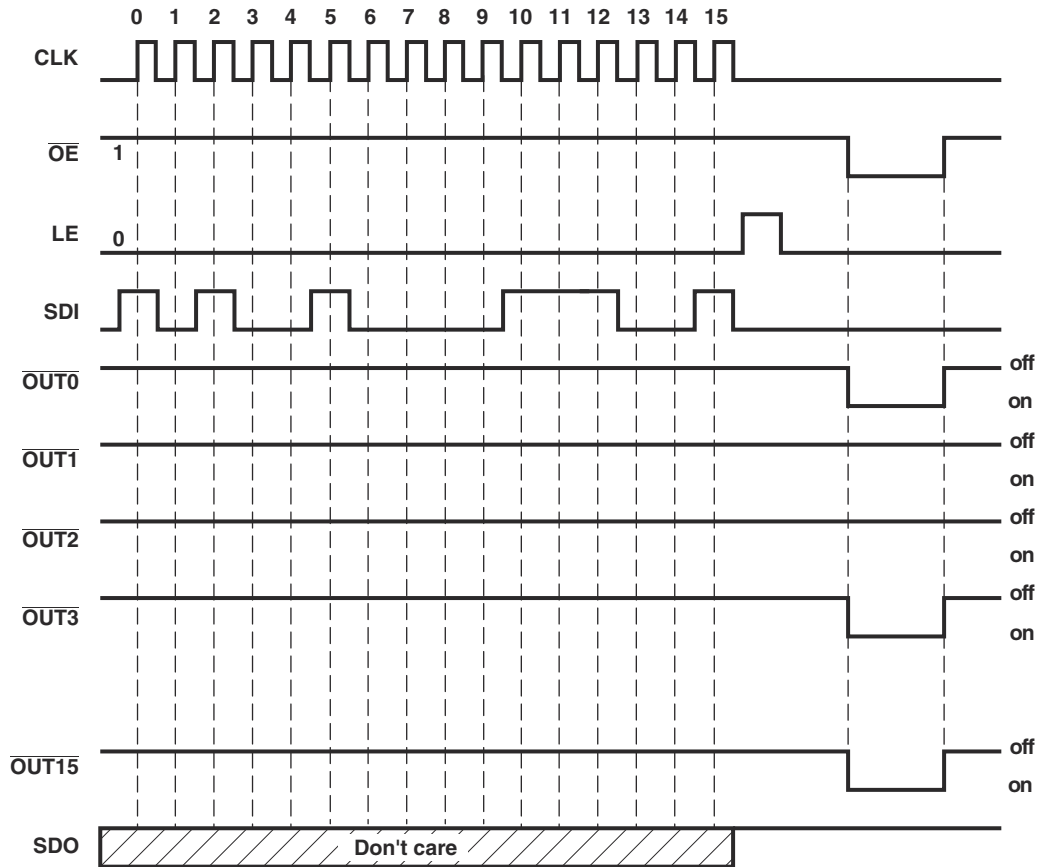 0 1 2 3 4 5 6 7 8 9 10 11 12 13 14 15
CLK
OE 1
LE 0
SDI
OUT0 off
on
OUT1 off
on
OUT2 off
on
OUT3 off
on
OUT15 off
on
SDO Don't care